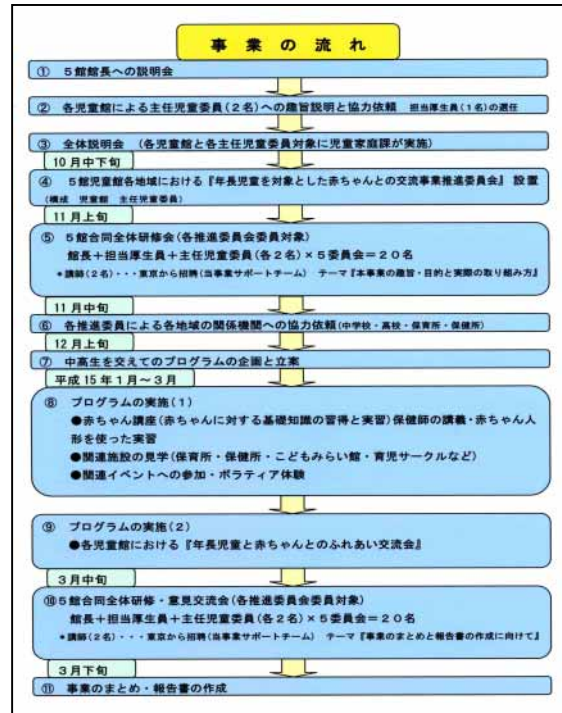 事業の流れ
① 5館館長への説明会
② 各児童館による主任児童委員(2名)への趣旨説明と協力依頼 担当厚生員(1名)の選任
③ 全体説明会 (各児童館と各主任児童委員対象に児童家庭課が実施)
10月中下旬
④ 5館児童館各地域における『年長児童を対象とした赤ちゃんとの交流事業推進委員会』 設置
(構成 児童館 主任児童委員)
11月上旬
⑤ 5館合同全体研修会(各推進委員会委員対象)
館長+担当厚生員+主任児童委員(各2名)×5委員会=20名
*講師(2名)・・・東京から招聘(当事業サポートチーム) テーマ『本事業の趣旨・目的と実際の取り組み方』
11月中旬
⑥ 各推進委員による各地域の関係機関への協力依頼(中学校・高校・保育所・保健所)
12月上旬
⑦ 中高生を交えてのプログラムの企画と立案
平成15年1月~3月
⑧ プログラムの実施(1)
●赤ちゃん講座(赤ちゃんに対する基礎知識の習得と実習)保健師の講義・赤ちゃん人
形を使った実習
●関連施設の見学(保育所・保健所・こどもみらい館・育児サークルなど)
●関連イベントへの参加・ボラティア体験
⑨ プログラムの実施(2)
●各児童館における『年長児童と赤ちゃんとのふれあい交流会』
3月中旬
⑩5館合同全体研修・意見交流会(各推進委員会委員対象)
館長+担当厚生員+主任児童委員(各2名)×5委員会=20名
*講師(2名)・・・東京から招聘(当事業サポートチーム) テーマ『事業のまとめと報告書の作成に向けて』
3月下旬
⑪ 事業のまとめ・報告書の作成